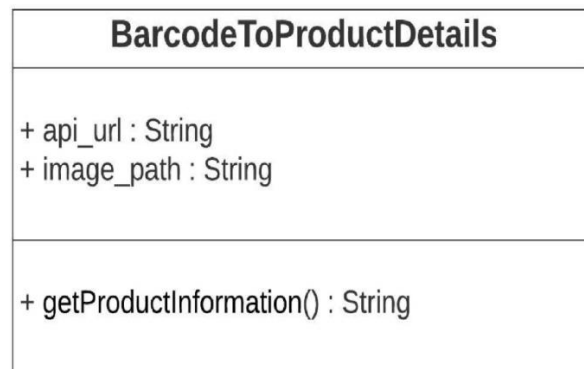 BarcodeToProductDetails
+ api_url : String
+ image_path : String
+ getProductInformation() : String